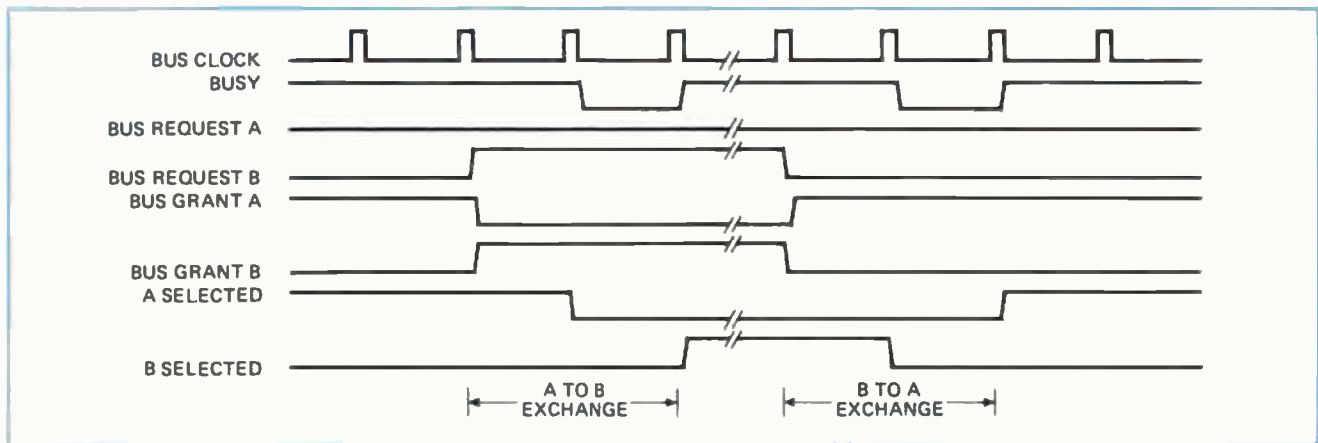 BUS CLOCK
BUSY
BUS REQUEST A
BUS REQUEST B
BUS GRANT A
BUS GRANT B
A SELECTED
B SELECTED
A TO B
EXCHANGE
B TO A
EXCHANGE